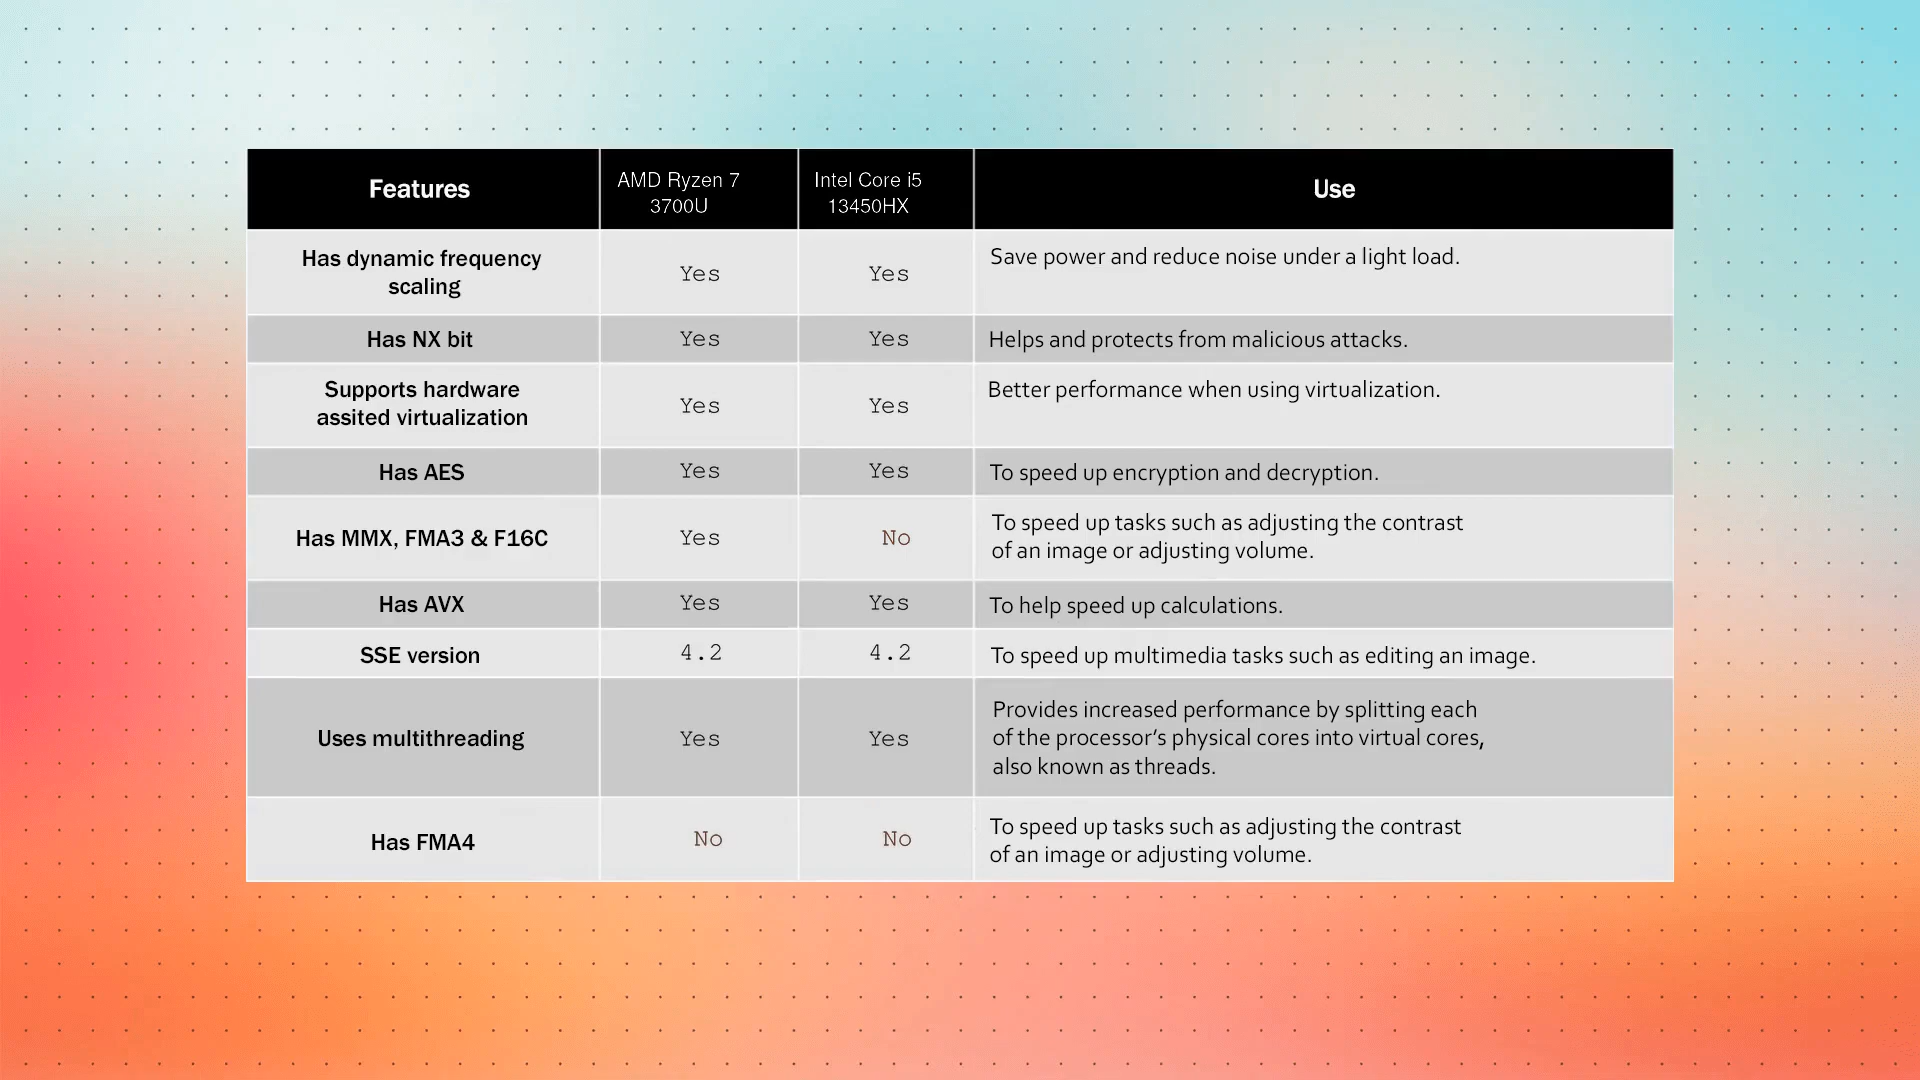 Features
AMD Ryzen 7
3700U
Intel Core i5
13450HX
Use
Has dynamic frequency
scaling
Yes
Yes
Save power and reduce noise under a light load.
Has NX bit
Yes
Yes
Helps and protects from malicious attacks.
Supports hardware
assited virtualization
Yes
Yes
Better performance when using virtualization.
Has AES
Yes
Yes
To speed up encryption and decryption.
Has MMX, FMA3 & F16C
Yes
No
To speed up tasks such as adjusting the contrast
of an image or adjusting volume.
Has AVX
Yes
Yes
To help speed up calculations.
SSE version
4.2
4.2
To speed up multimedia tasks such as editing an image.
Uses multithreading
Yes
Yes
Provides increased performance by splitting each
of the processor's physical cores into virtual cores,
also known as threads.
Has FMA4
No
No
To speed up tasks such as adjusting the contrast
of an image or adjusting volume.